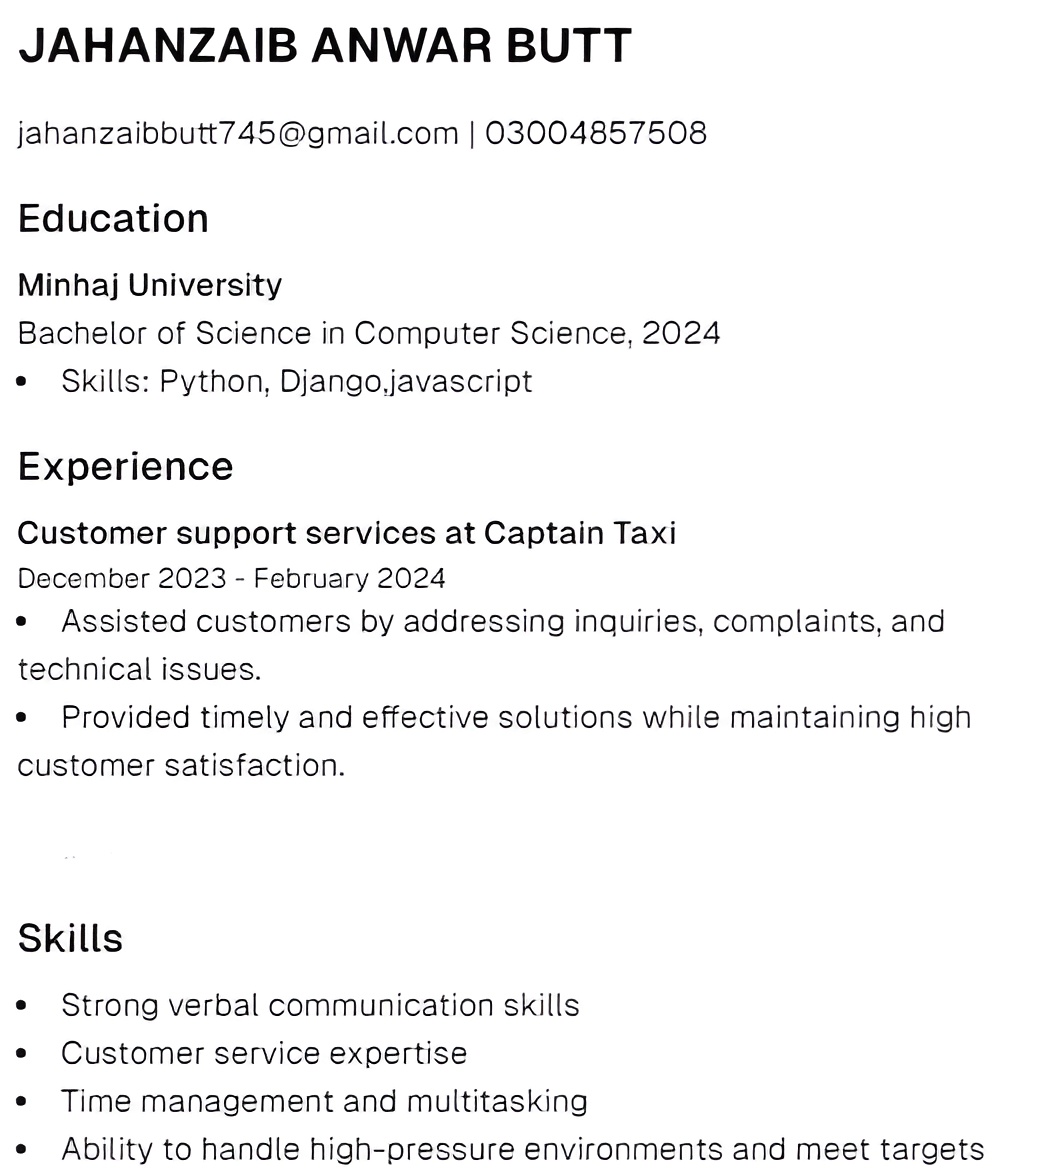 JAHANZAIB ANWAR BUTT
jahanzaibbutt745@gmail.com | 03004857508
Education
Minhaj University
Bachelor of Science in Computer Science, 2024
• Skills: Python, Django,javascript
Experience
Customer support services at Captain Taxi
December 2023 - February 2024
• Assisted customers by addressing inquiries, complaints, and
technical issues.
• Provided timely and effective solutions while maintaining high
customer satisfaction.
Skills
• Strong verbal communication skills
• Customer service expertise
• Time management and multitasking
• Ability to handle high-pressure environments and meet targets